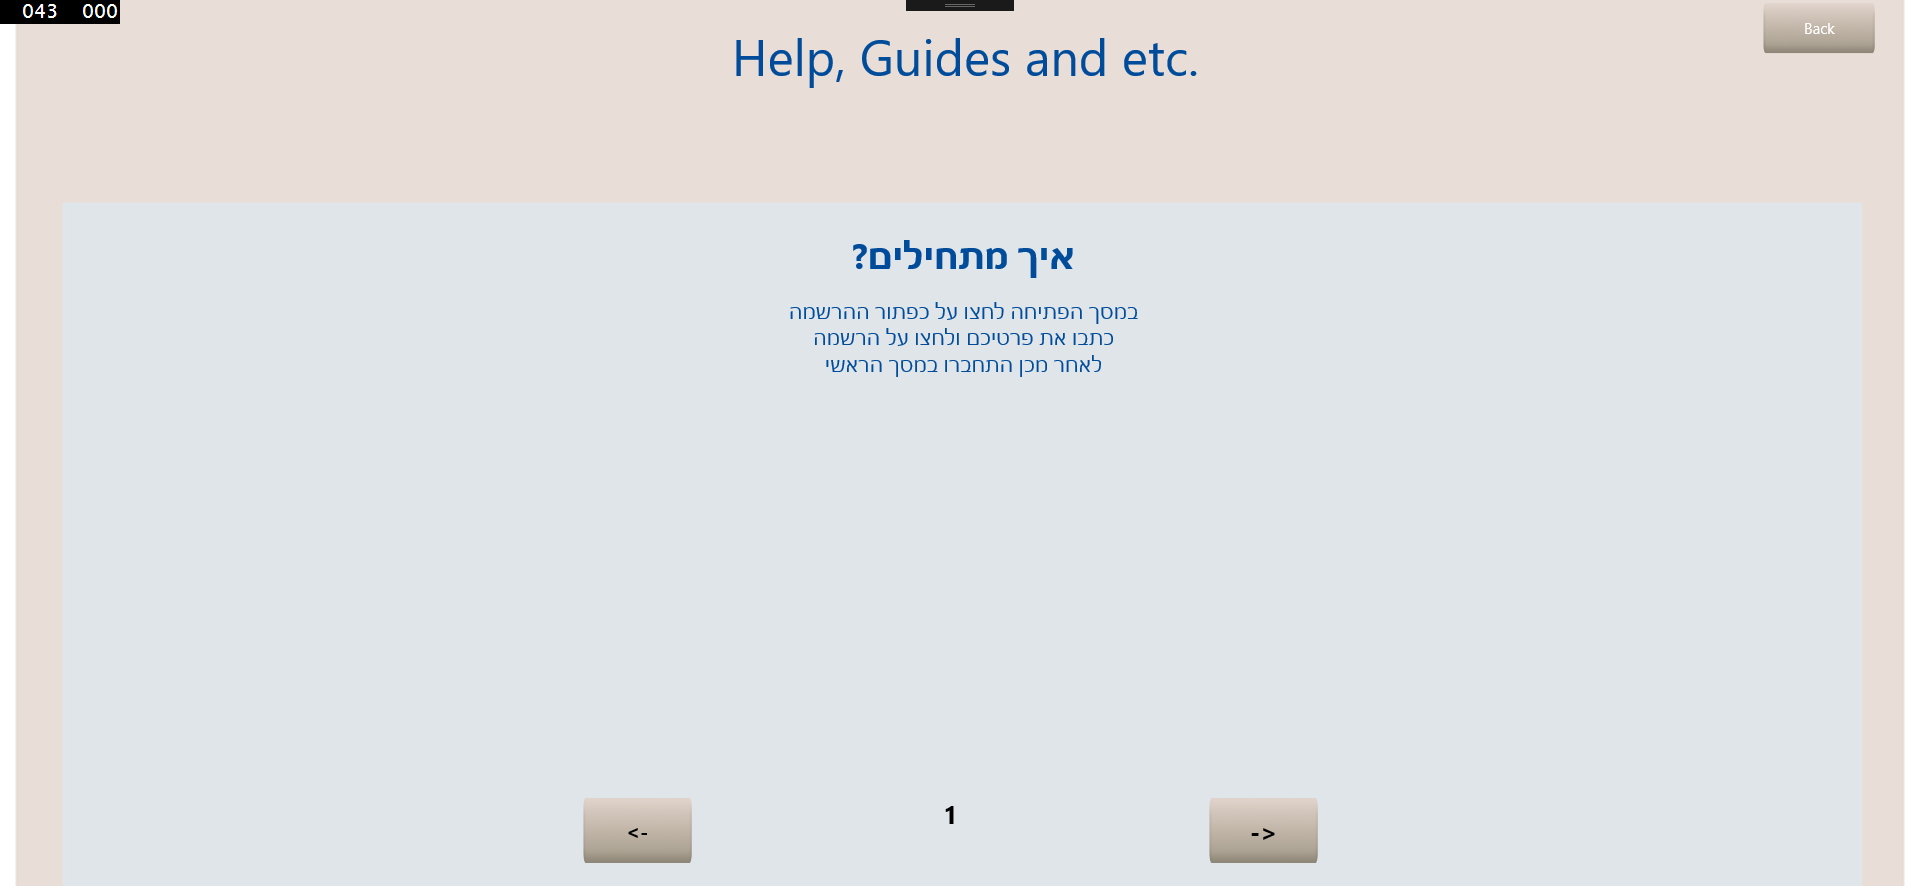 043 000
Back
Help, Guides and etc.
איך מתחילים?
במסך הפתיחה לחצו על כפתור ההרשמה
כתבו את פרטיכם ולחצו על הרשמה
לאחר מכן התחברו במסך הראשי
<-
1
->